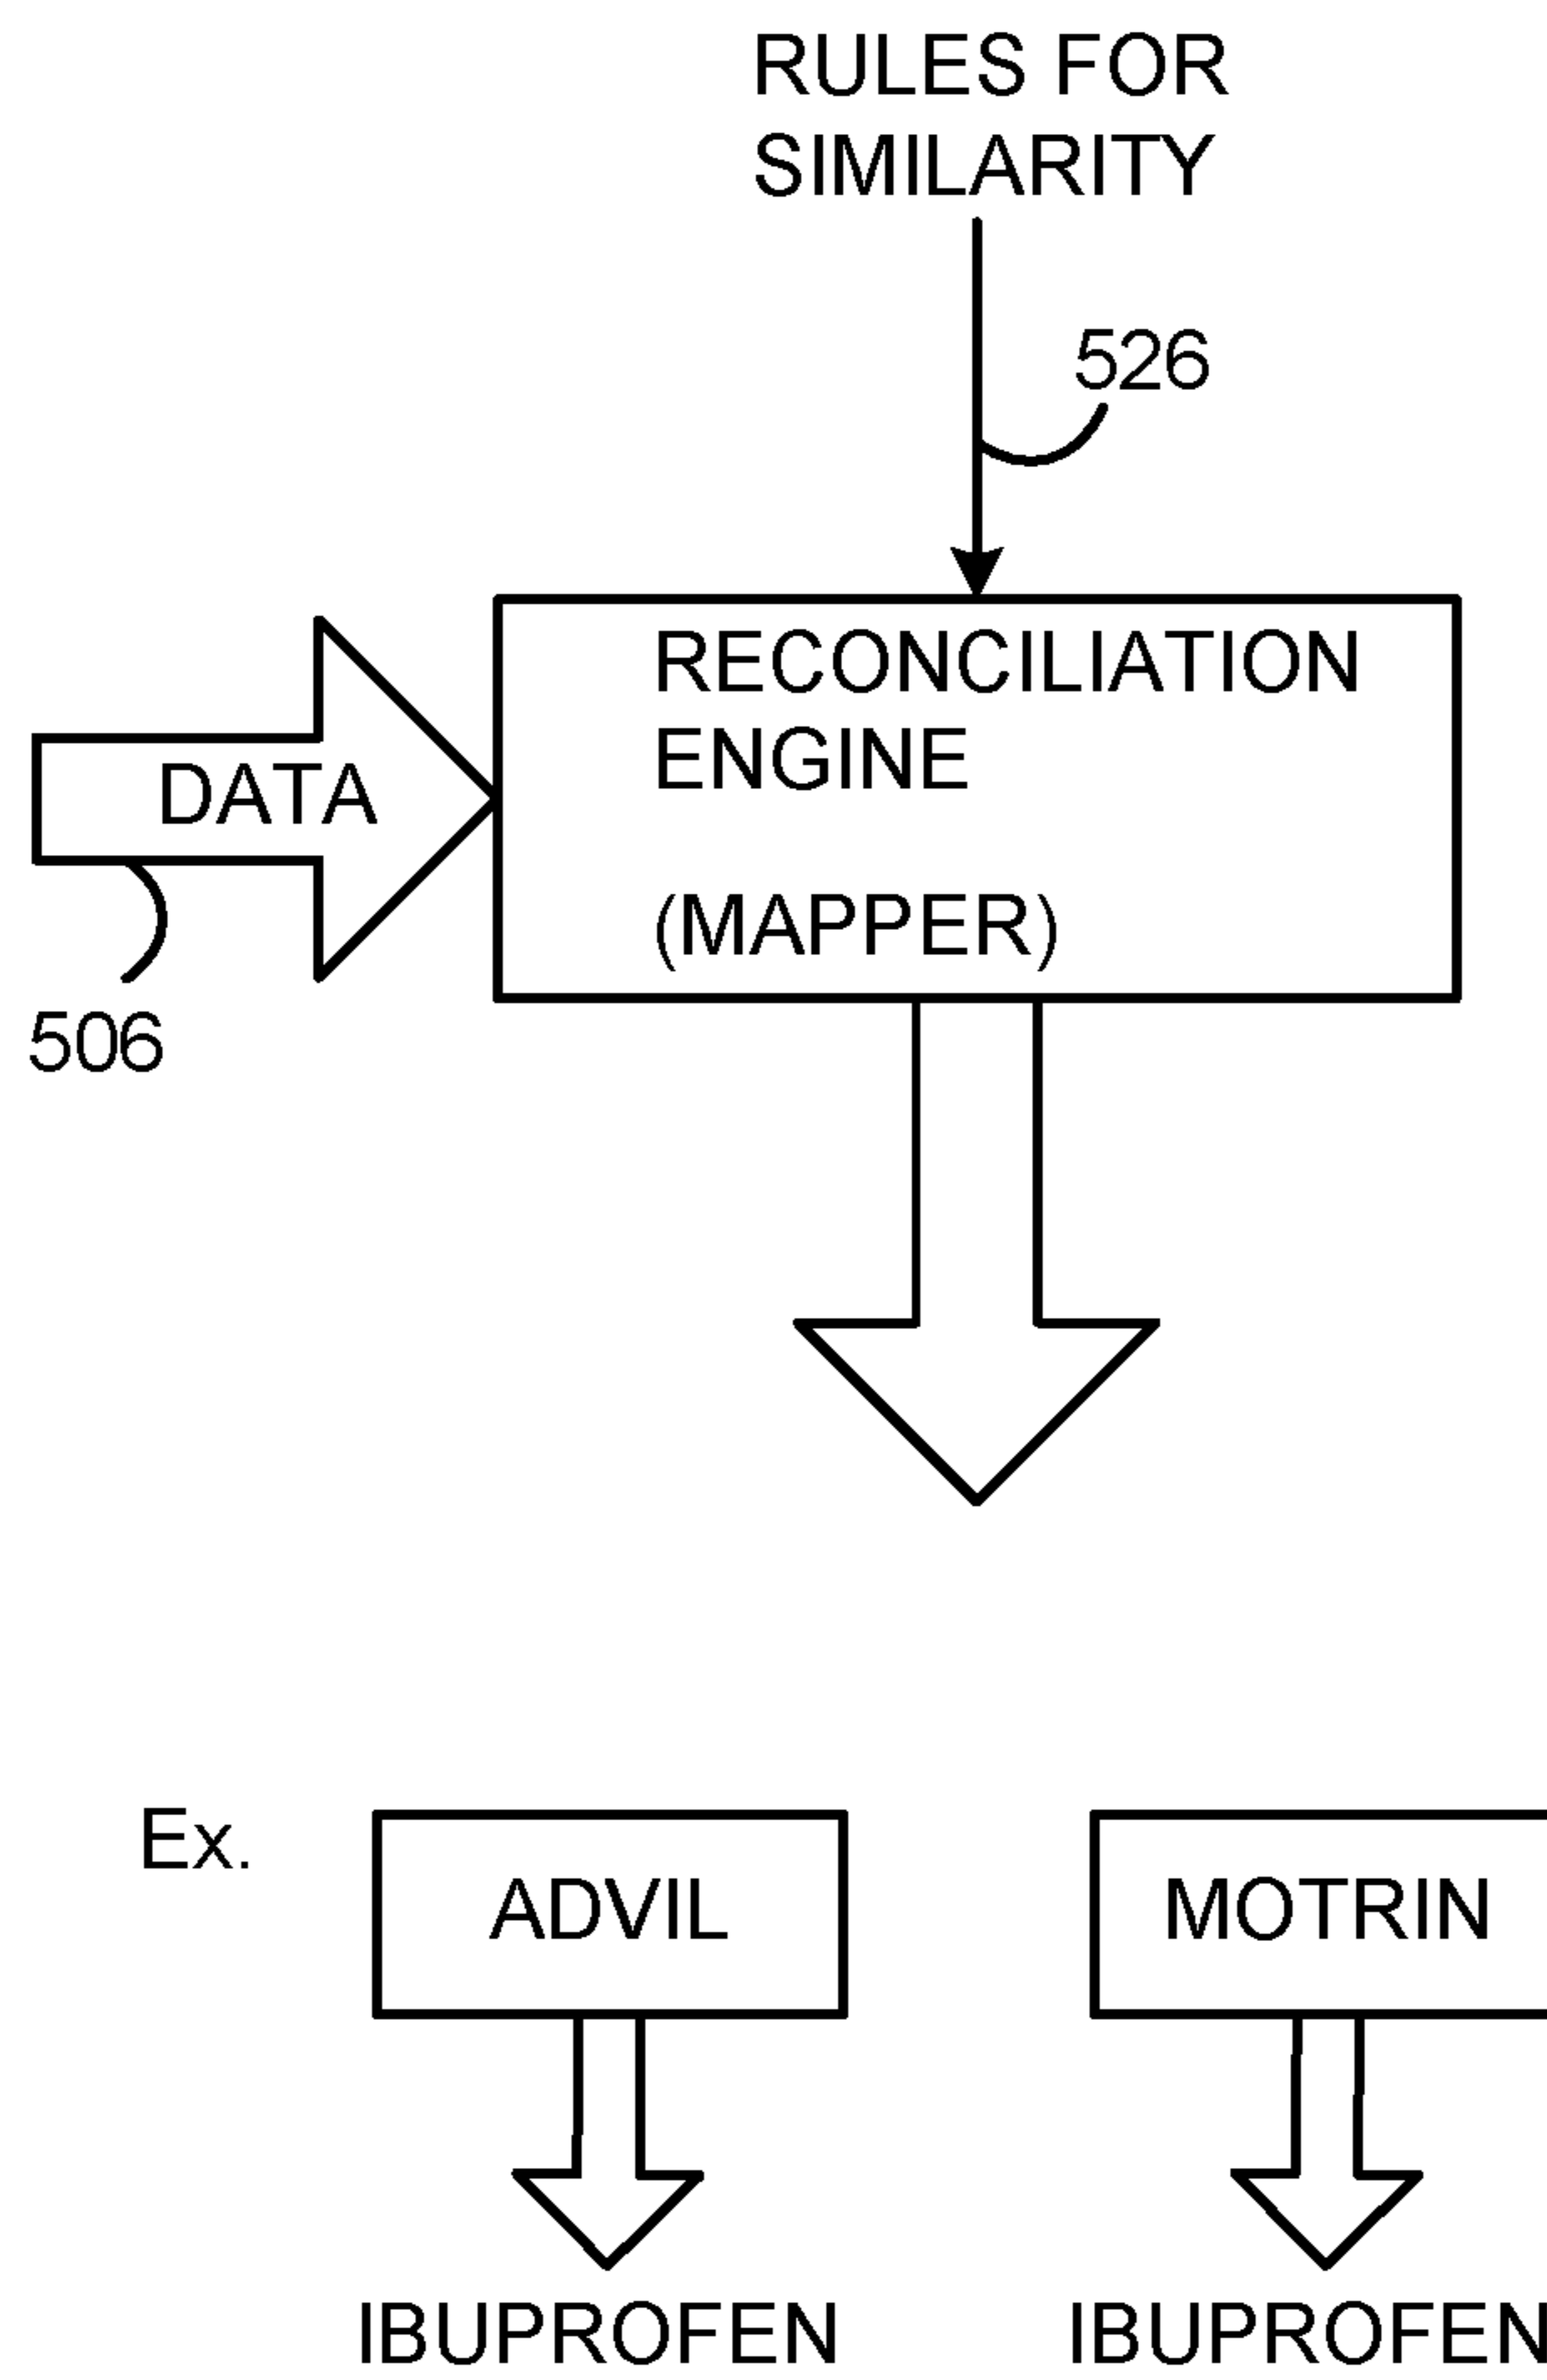 RULES FOR
SIMILARITY
526
RECONCILIATION
ENGINE
DATA
(MAPPER)
506
Ex.
ADVIL
MOTRIN
IBUPROFEN
IBUPROFEN